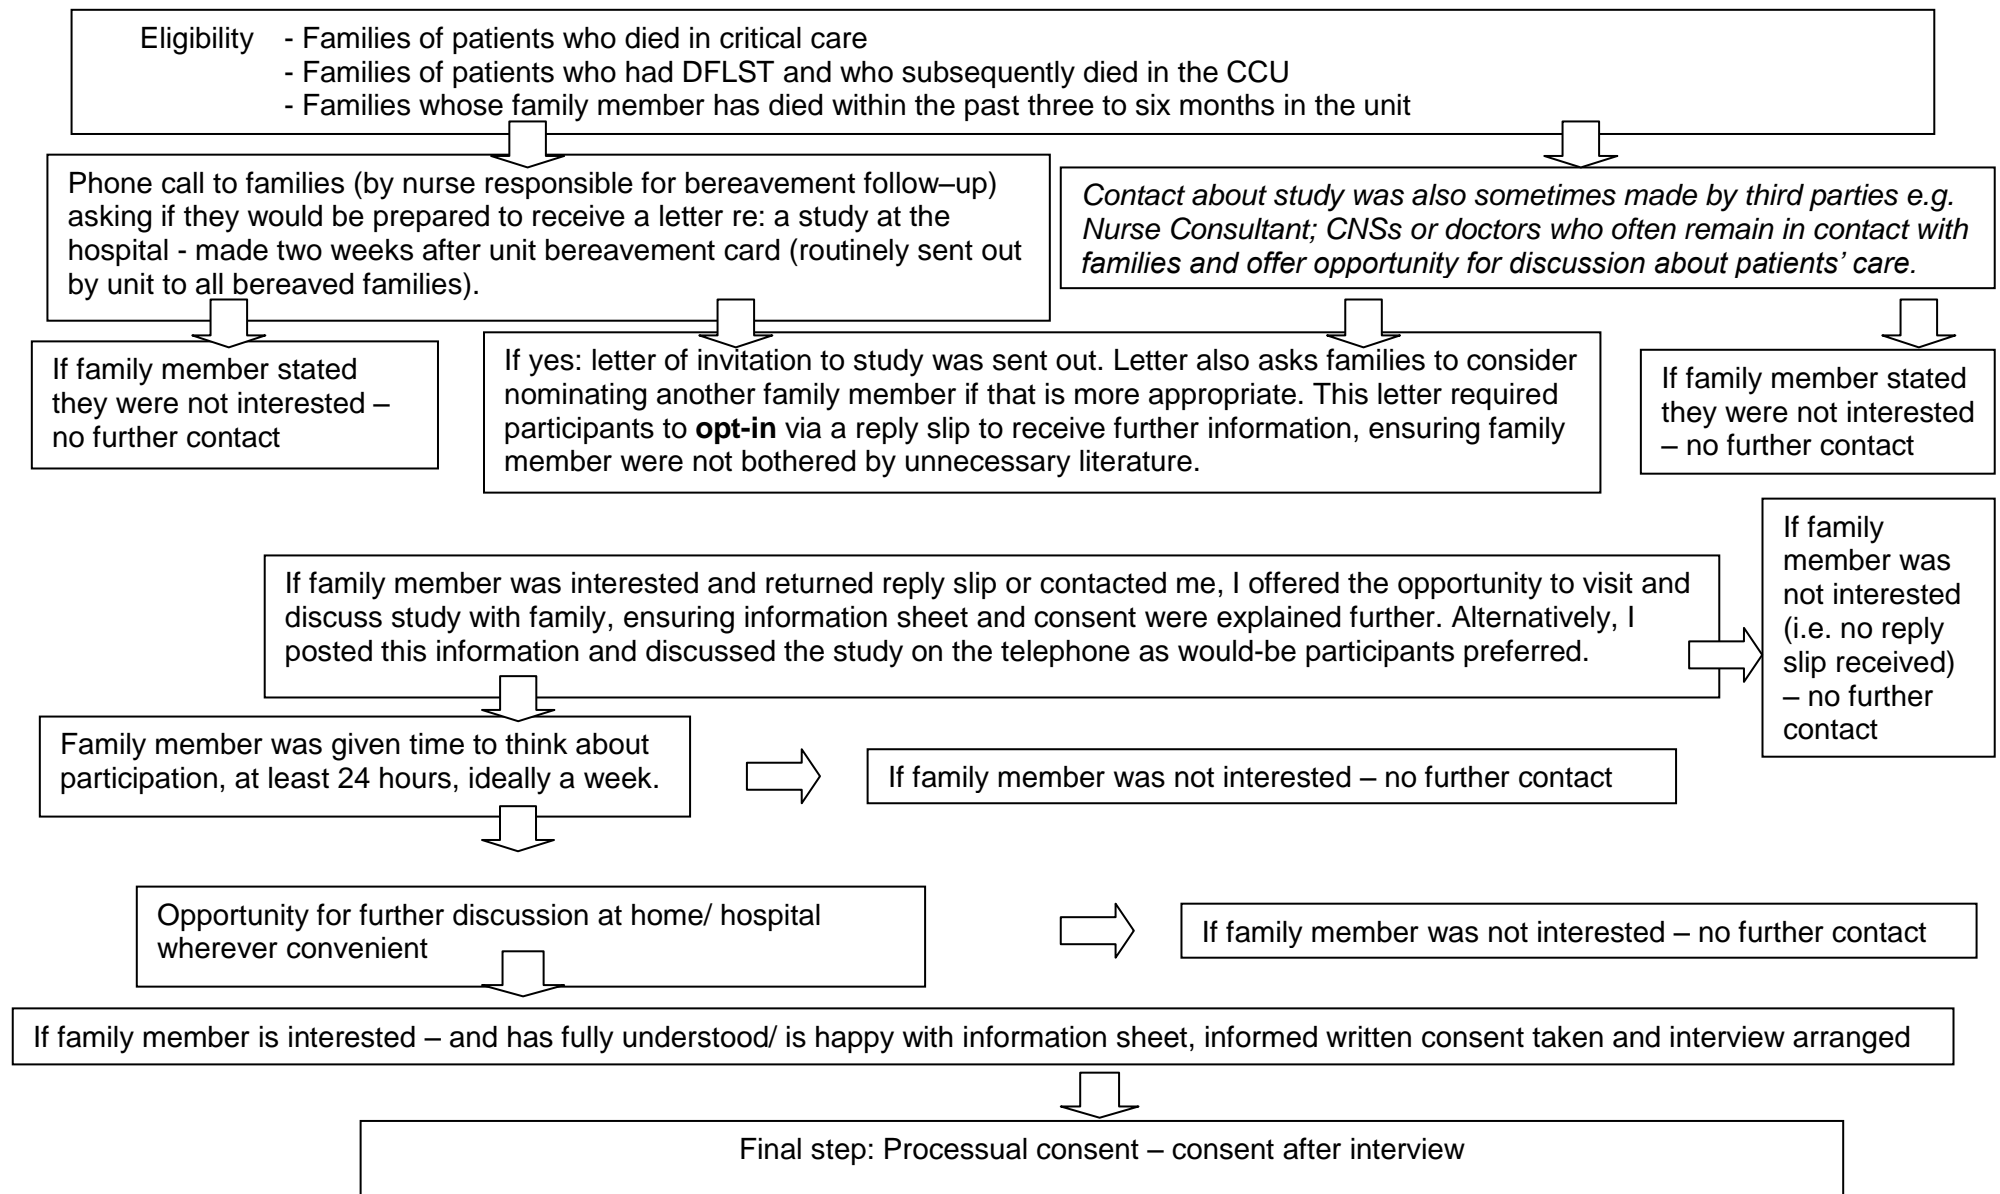 Eligibility - Families of patients who died in critical care
- Families of patients who had DFLST and who subsequently died in the CCU
- Families whose family member has died within the past three to six months in the unit
Phone call to families (by nurse responsible for bereavement follow–up)
asking if they would be prepared to receive a letter re: a study at the
hospital - made two weeks after unit bereavement card (routinely sent out
by unit to all bereaved families).
Contact about study was also sometimes made by third parties e.g.
Nurse Consultant; CNSs or doctors who often remain in contact with
families and offer opportunity for discussion about patients’ care.
If family member stated
they were not interested –
no further contact
If yes: letter of invitation to study was sent out. Letter also asks families to consider
nominating another family member if that is more appropriate. This letter required
participants to opt-in via a reply slip to receive further information, ensuring family
member were not bothered by unnecessary literature.
If family member stated
they were not interested
– no further contact
If family member was interested and returned reply slip or contacted me, I offered the opportunity to visit and
discuss study with family, ensuring information sheet and consent were explained further. Alternatively, I
posted this information and discussed the study on the telephone as would-be participants preferred.
If family
member was
not interested
(i.e. no reply
slip received)
– no further
contact
Family member was given time to think about
participation, at least 24 hours, ideally a week.
If family member was not interested – no further contact
Opportunity for further discussion at home/ hospital
wherever convenient
If family member was not interested – no further contact
If family member is interested – and has fully understood/ is happy with information sheet, informed written consent taken and interview arranged
Final step: Processual consent – consent after interview